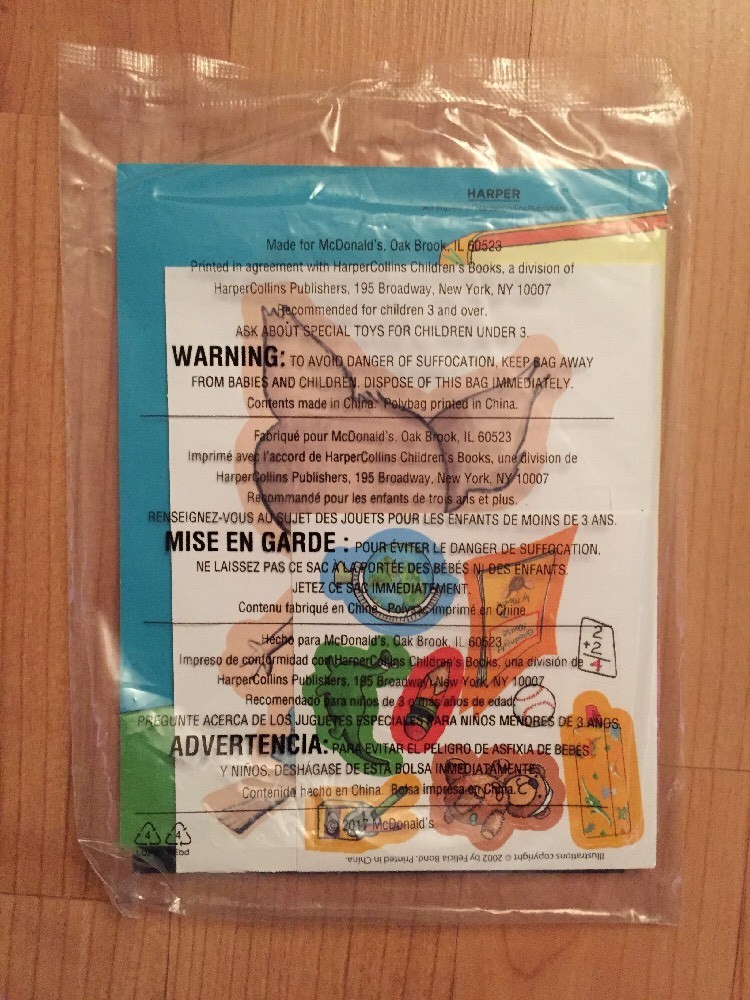 HARPER
Made for McDonald's, Oak Brook, IL 60523
Printed in agreement with HarperCollins Children's Books, a division of
HarperCollins Publishers, 195 Broadway, New York, NY 10007
Recommended for children 3 and over.
ASK ABOUT SPECIAL TOYS FOR CHILDREN UNDER 3.
WARNING: TO AVOID DANGER OF SUFFOCATION, KEEP BAG AWAY
FROM BABIES AND CHILDREN. DISPOSE OF THIS BAG IMMEDIATELY.
Contents made in China. Polybag printed in China.
Fabriqué pour McDonald's, Oak Brook, IL 60523
Imprimé avec l'accord de HarperCollins Children's Books, une division de
HarperCollins Publishers, 195 Broadway, New York, NY 10007
Recommandé pour les enfants de trois ans et plus.
RENSEIGNEZ-VOUS AU SUJET DES JOUETS POUR LES ENFANTS DE MOINS DE 3 ANS.
MISE EN GARDE : POUR ÉVITER LE DANGER DE SUFFOCATION,
NE LAISSEZ PAS CE SAC À LA PORTÉE DES BÉBÉS NI DES ENFANTS.
JETEZ CE SAC IMMÉDIATEMENT.
Contenu fabriqué en Chine. Polysac imprimé en Chine
Hecho para McDonald's, Oak Brook, IL 60523
Impreso de conformidad con HarperCollins Children's Books, una división de
HarperCollins Publishers, 195 Broadway, New York, NY 10007
Recomendado para niños de 3 o más años de edad.
PREGUNTE ACERCA DE LOS JUGUETES ESPECIALES PARA NIÑOS MENORES DE 3 AÑOS.
ADVERTENCIA: PARA EVITAR EL PELIGRO DE ASFIXIA DE BEBÉS
Y NIÑOS, DESHÁGASE DE ESTA BOLSA INMEDIATAMENTE.
Contenido hecho en China. Bolsa impresa en China.
© 2017 McDonald's
2
+2
4
4 4
Illustrations copyright © 2002 by Felicia Bond. Printed in China.